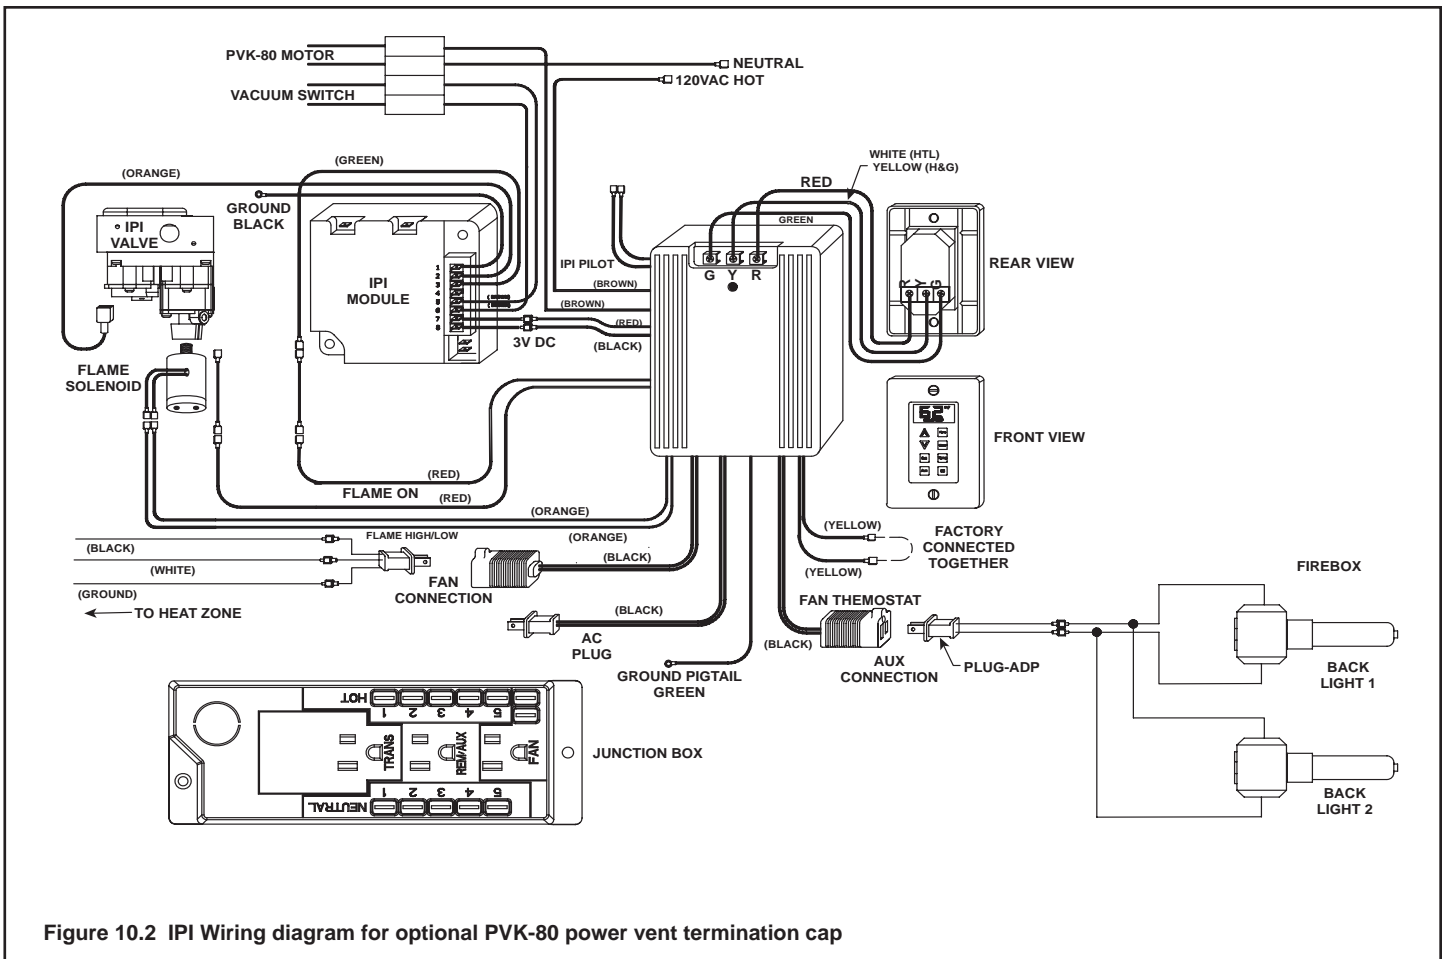 PVK-80 MOTOR
NEUTRAL
120VAC HOT
VACUUM SWITCH
(GREEN)
WHITE (HTL)
YELLOW (H&G)
(ORANGE)
RED
GROUND
BLACK
GREEN
IPI
VALVE
IPI PILOT
REAR VIEW
IPI
MODULE
1
2
3
4
5
6
7
8
G Y R
R Y G
(BROWN)
(BROWN)
(RED)
3V DC
(BLACK)
FLAME
SOLENOID
FRONT VIEW
(RED)
FLAME ON
(RED)
(ORANGE)
(ORANGE)
FLAME HIGH/LOW
(BLACK)
(WHITE)
(GROUND)
TO HEAT ZONE
FAN
CONNECTION
(BLACK)
(YELLOW)
FACTORY
CONNECTED
TOGETHER
(YELLOW)
FIREBOX
FAN THEMOSTAT
(BLACK)
AC
PLUG
(BLACK)
AUX
CONNECTION
PLUG-ADP
GROUND PIGTAIL
GREEN
BACK
LIGHT 1
HOT
1 2 3 4 5
TRANS
REM/AUX
FAN
NEUTRAL
1 2 3 4 5
JUNCTION BOX
BACK
LIGHT 2
Figure 10.2 IPI Wiring diagram for optional PVK-80 power vent termination cap